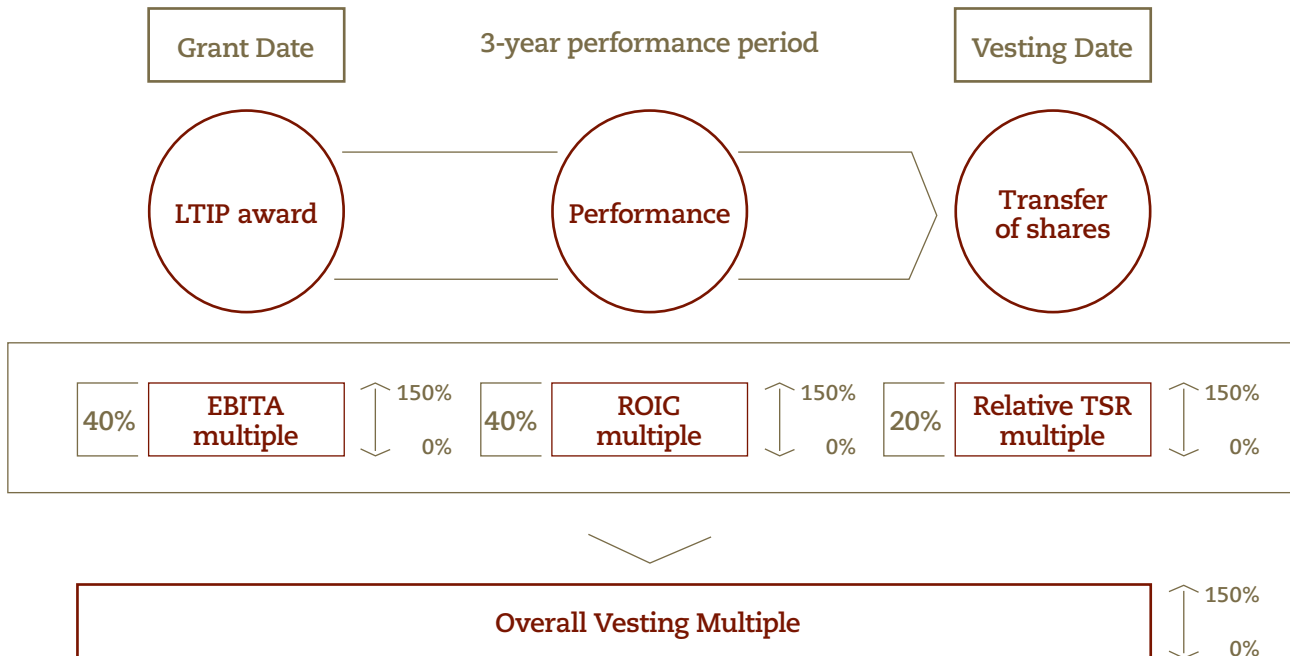 Grant Date
3-year performance period
Vesting Date
LTIP award
Performance
Transfer
of shares
40%
EBITA
multiple
150%
0%
40%
ROIC
multiple
150%
0%
20%
Relative TSR
multiple
150%
0%
Overall Vesting Multiple
150%
0%